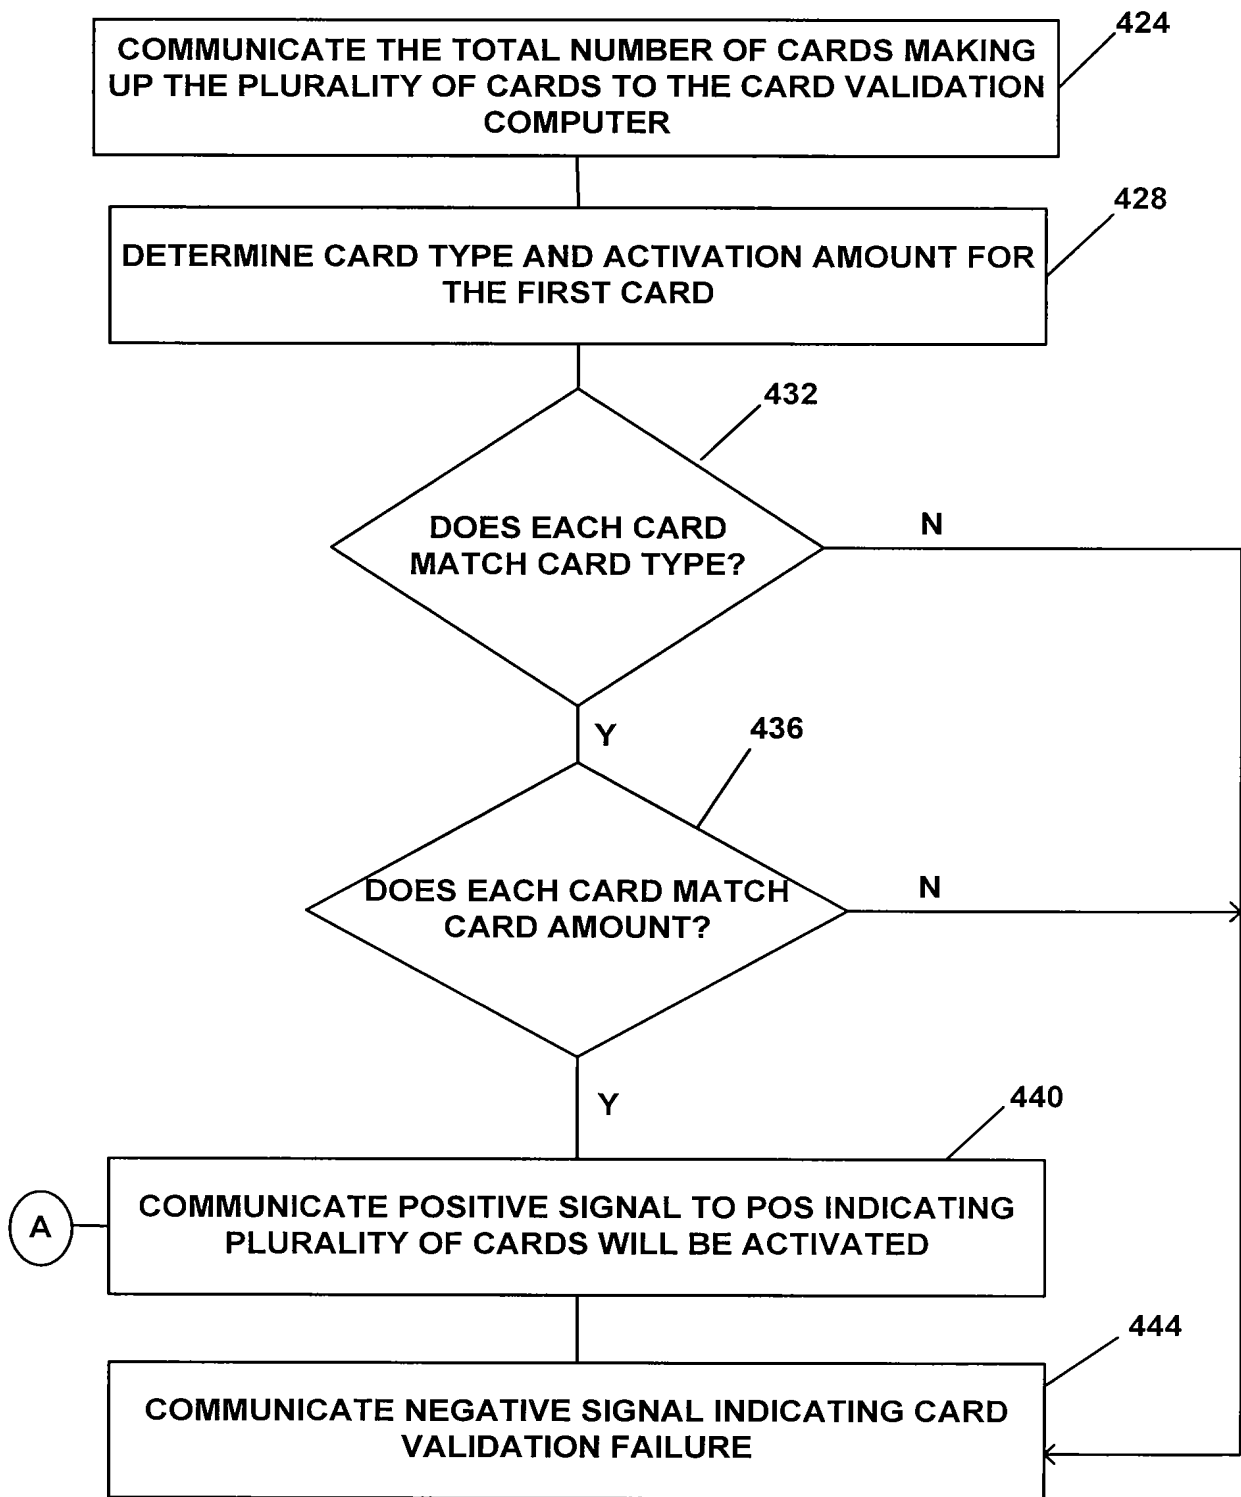 424
COMMUNICATE THE TOTAL NUMBER OF CARDS MAKING
UP THE PLURALITY OF CARDS TO THE CARD VALIDATION
COMPUTER
428
DETERMINE CARD TYPE AND ACTIVATION AMOUNT FOR
THE FIRST CARD
432
DOES EACH CARD
MATCH CARD TYPE?
N
Y
436
DOES EACH CARD MATCH
CARD AMOUNT?
N
Y
440
A
COMMUNICATE POSITIVE SIGNAL TO POS INDICATING
PLURALITY OF CARDS WILL BE ACTIVATED
444
COMMUNICATE NEGATIVE SIGNAL INDICATING CARD
VALIDATION FAILURE